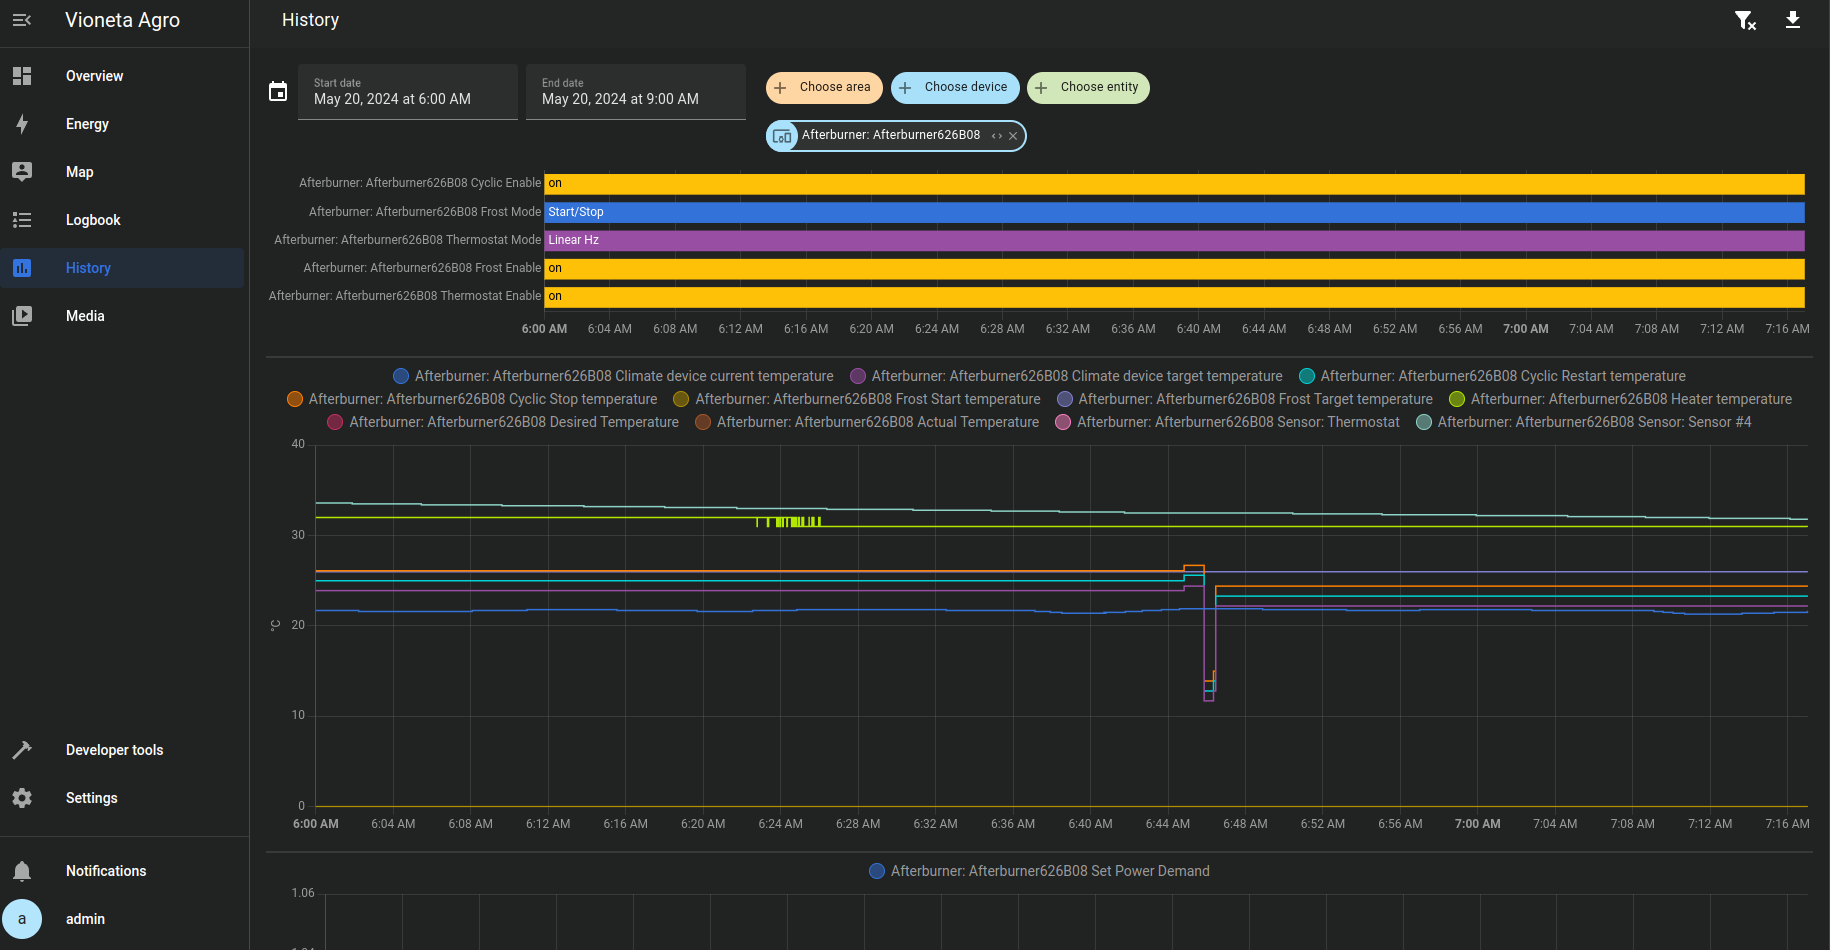 Vioneta Agro
History
Overview
Energy
Map
Logbook
History
Media
Developer tools
Settings
Notifications
a
admin
Start date
May 20, 2024 at 6:00 AM
End date
May 20, 2024 at 9:00 AM
Choose area
Choose device
Choose entity
Afterburner: Afterburner626B08
Afterburner: Afterburner626B08 Cyclic Enable on
Afterburner: Afterburner626B08 Frost Mode Start/Stop
Afterburner: Afterburner626B08 Thermostat Mode Linear Hz
Afterburner: Afterburner626B08 Frost Enable on
Afterburner: Afterburner626B08 Thermostat Enable on
6:00 AM 6:04 AM 6:08 AM 6:12 AM 6:16 AM 6:20 AM 6:24 AM 6:28 AM 6:32 AM 6:36 AM 6:40 AM 6:44 AM 6:48 AM 6:52 AM 6:56 AM 7:00 AM 7:04 AM 7:08 AM 7:12 AM 7:16 AM
Afterburner: Afterburner626B08 Climate device current temperature Afterburner: Afterburner626B08 Climate device target temperature Afterburner: Afterburner626B08 Cyclic Restart temperature
Afterburner: Afterburner626B08 Cyclic Stop temperature Afterburner: Afterburner626B08 Frost Start temperature Afterburner: Afterburner626B08 Frost Target temperature Afterburner: Afterburner626B08 Heater temperature
Afterburner: Afterburner626B08 Desired Temperature Afterburner: Afterburner626B08 Actual Temperature Afterburner: Afterburner626B08 Sensor: Thermostat Afterburner: Afterburner626B08 Sensor: Sensor #4
40
30
20
°C
10
0
6:00 AM 6:04 AM 6:08 AM 6:12 AM 6:16 AM 6:20 AM 6:24 AM 6:28 AM 6:32 AM 6:36 AM 6:40 AM 6:44 AM 6:48 AM 6:52 AM 6:56 AM 7:00 AM 7:04 AM 7:08 AM 7:12 AM 7:16 AM
Afterburner: Afterburner626B08 Set Power Demand
1.06